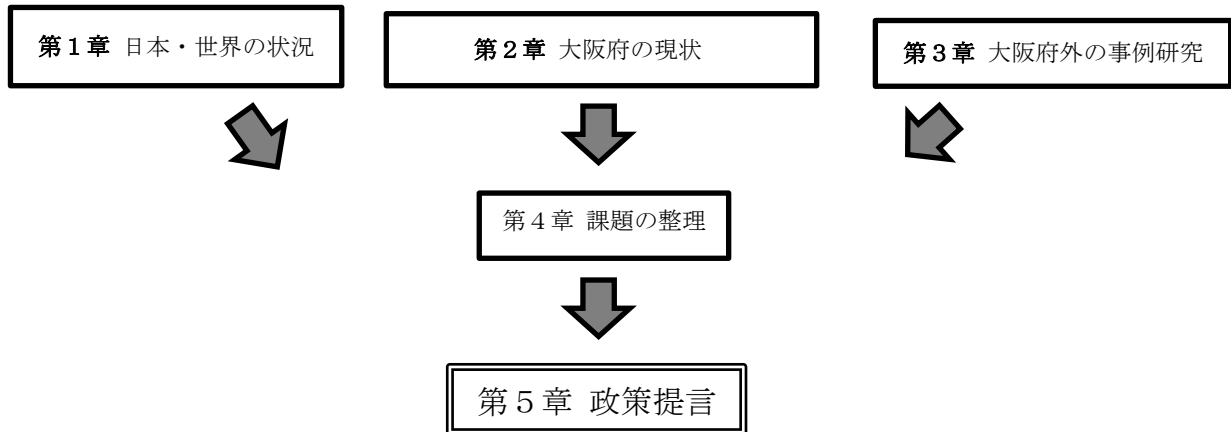 第１章 日本・世界の状況
第２章 大阪府の現状
第３章 大阪府外の事例研究
第４章 課題の整理
第５章 政策提言